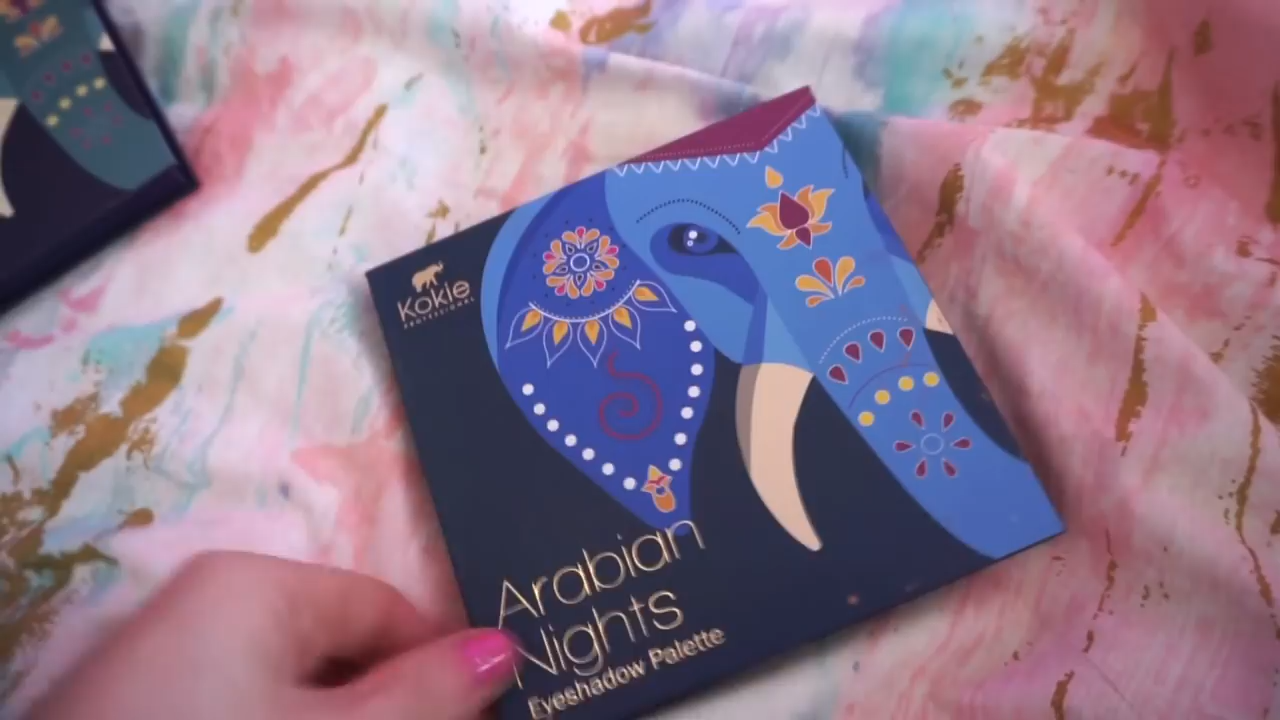 Kokie
PROFESSIONAL
Arabian
Nights
Eyeshadow Palette